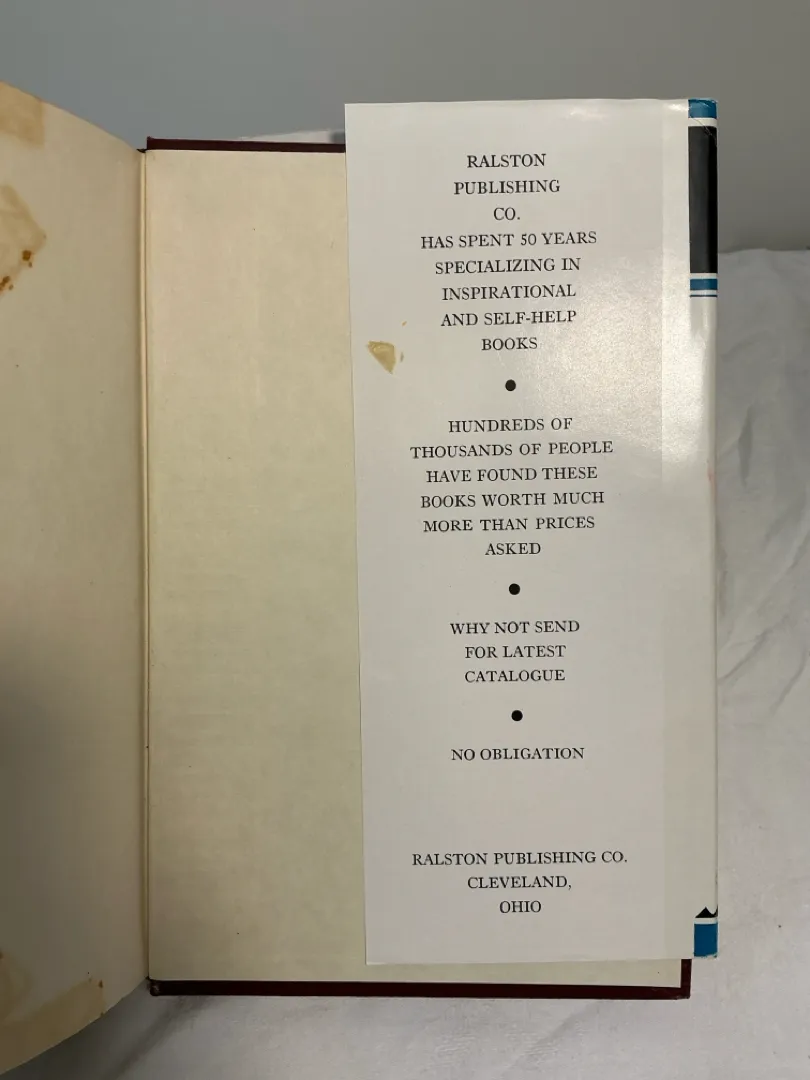 RALSTON
PUBLISHING
CO.
HAS SPENT 50 YEARS
SPECIALIZING IN
INSPIRATIONAL
AND SELF-HELP
BOOKS
●
HUNDREDS OF
THOUSANDS OF PEOPLE
HAVE FOUND THESE
BOOKS WORTH MUCH
MORE THAN PRICES
ASKED
●
WHY NOT SEND
FOR LATEST
CATALOGUE
●
NO OBLIGATION
RALSTON PUBLISHING CO.
CLEVELAND,
OHIO